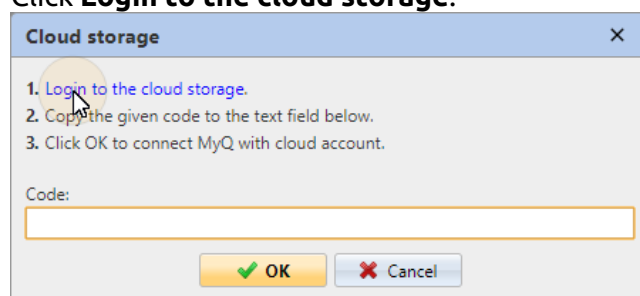 Click Login to the cloud storage.
Cloud storage
1. Login to the cloud storage.
2. Copy the given code to the text field below.
3. Click OK to connect MyQ with cloud account.
Code:
OK Cancel